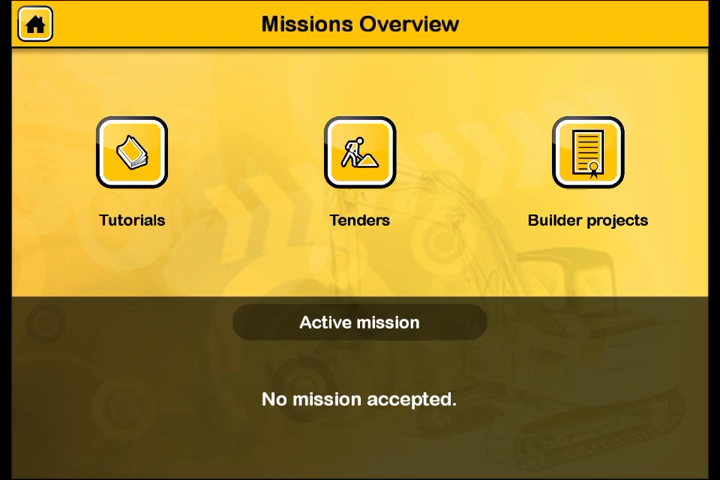 Missions Overview
Tutorials
Tenders
Builder projects
Active mission
No mission accepted.